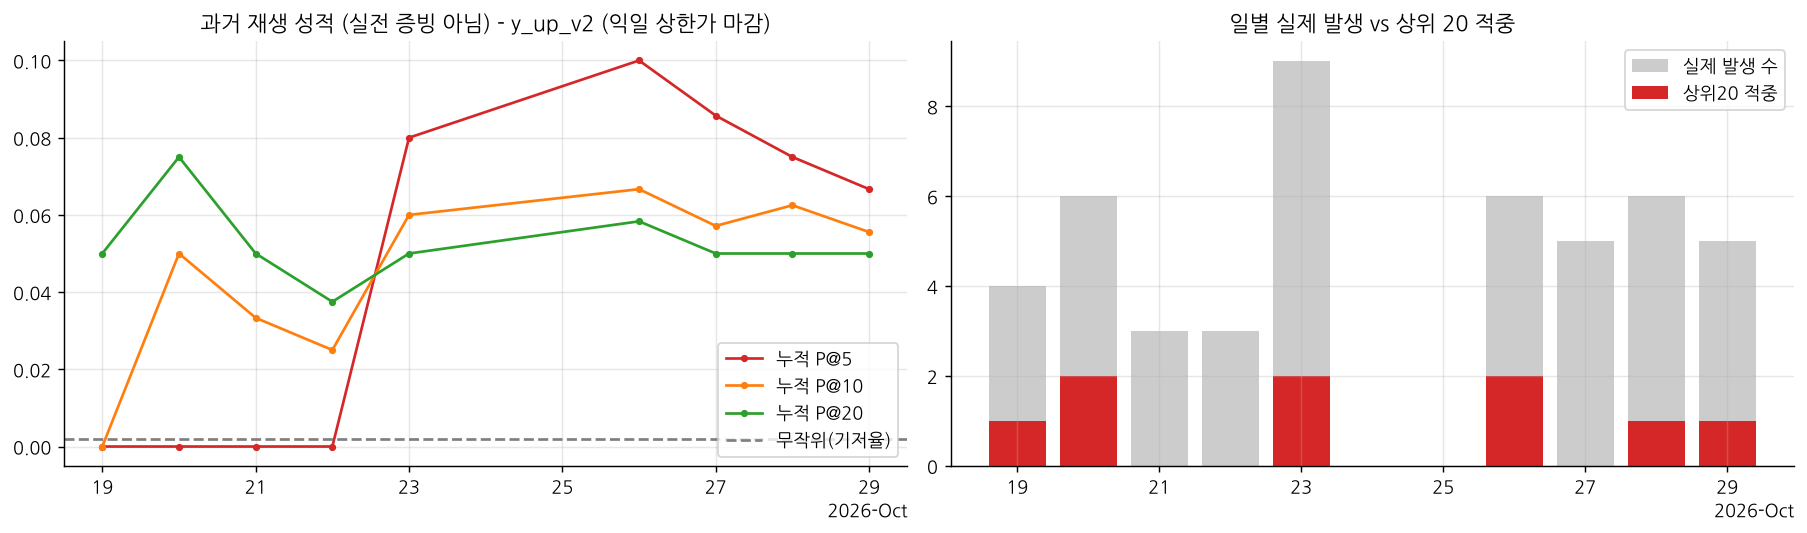 과거 재생 성적 (실전 증빙 아님) - y_up_v2 (익일 상한가 마감)
0.10
0.08
0.06
0.04
0.02
0.00
누적 P@5
누적 P@10
누적 P@20
무작위(기저율)
19 21 23 25 27 29
2026-Oct
일별 실제 발생 vs 상위 20 적중
실제 발생 수
상위20 적중
8
6
4
2
0
19 21 23 25 27 29
2026-Oct